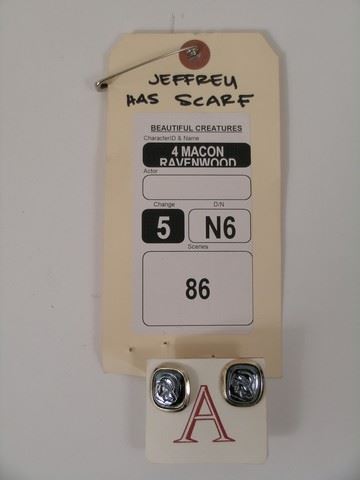 JEFFREY
HAS SCARF
BEAUTIFUL CREATURES
CharacterID & Name
4 MACON
RAVENWOOD
Actor
Change D/N
5 N6
Scenes
86
A